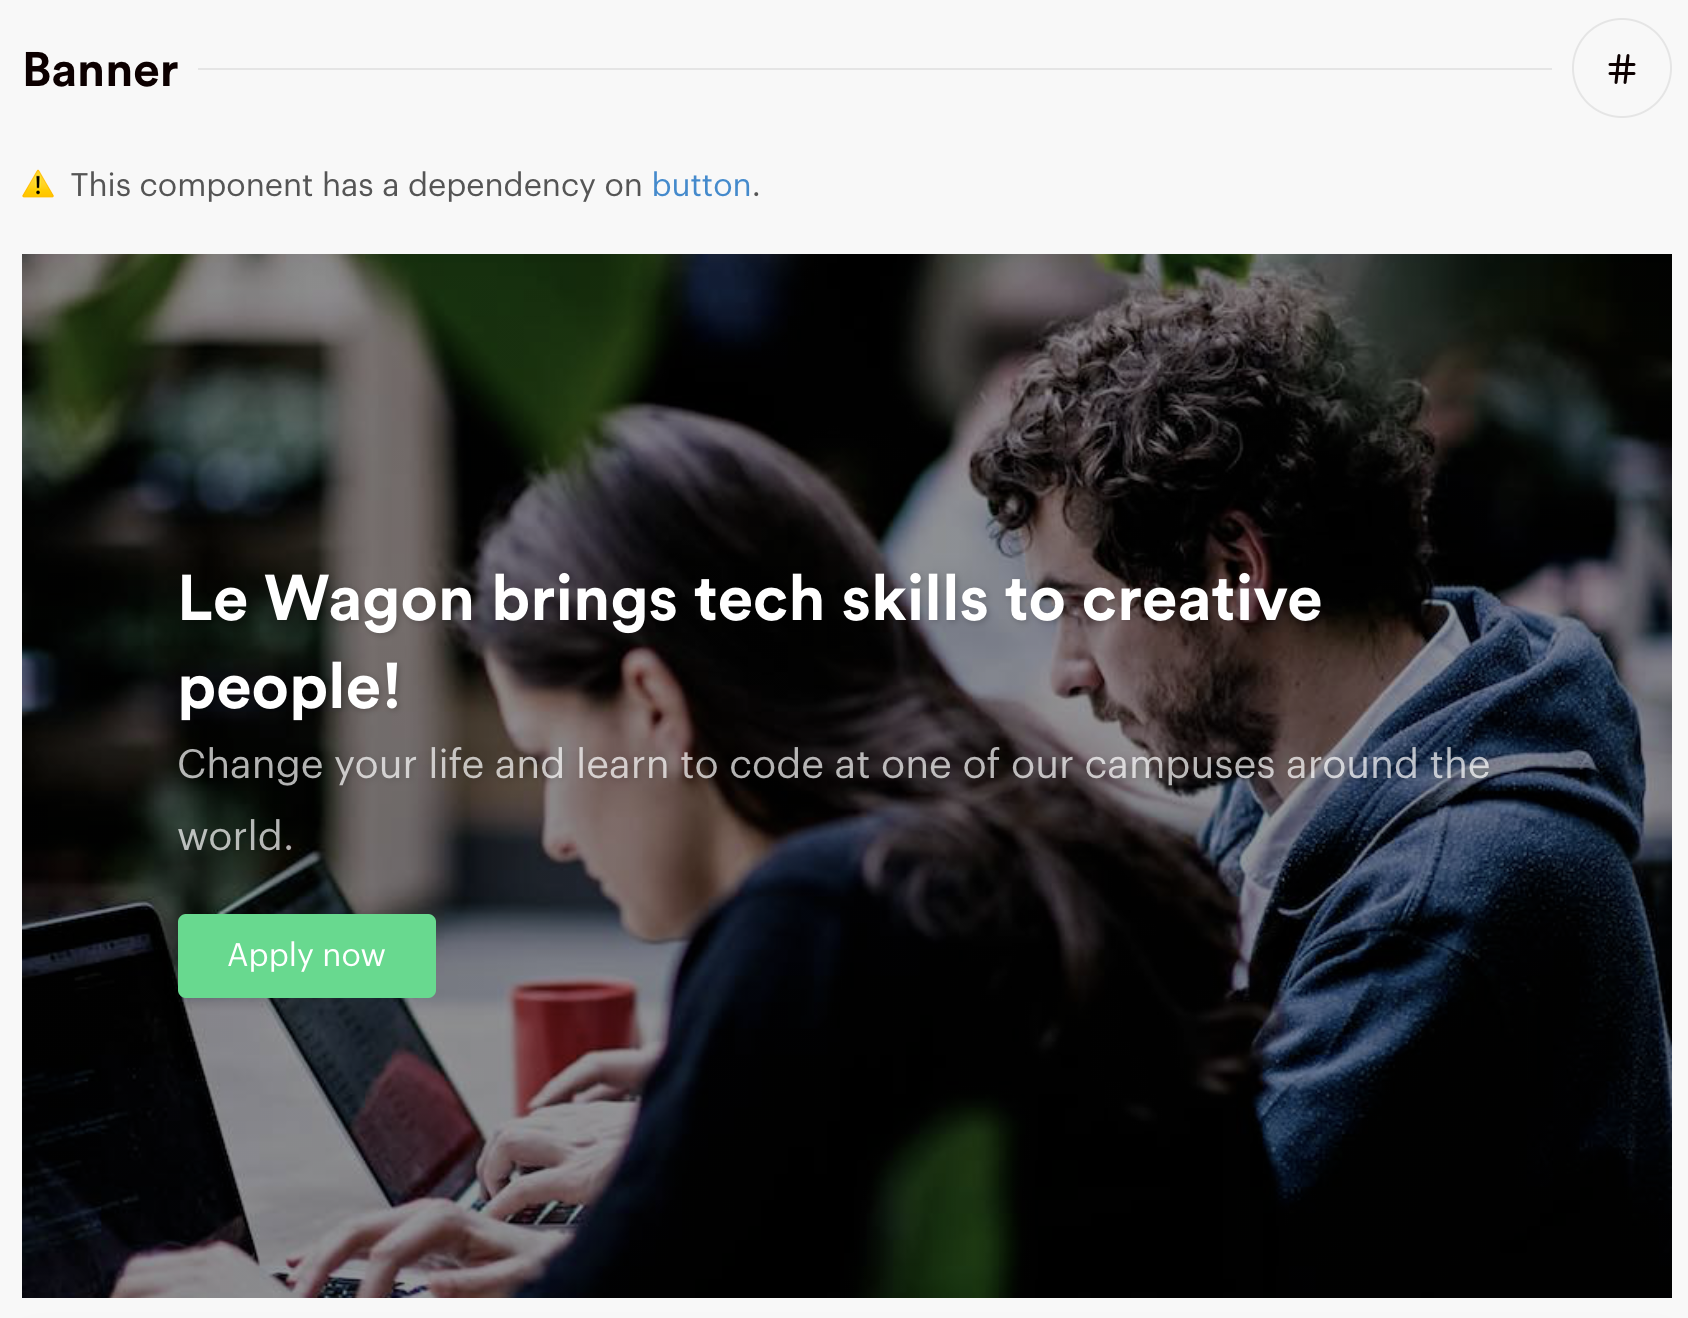 Banner
#
⚠️ This component has a dependency on button.
Le Wagon brings tech skills to creative
people!
Change your life and learn to code at one of our campuses around the
world.
Apply now